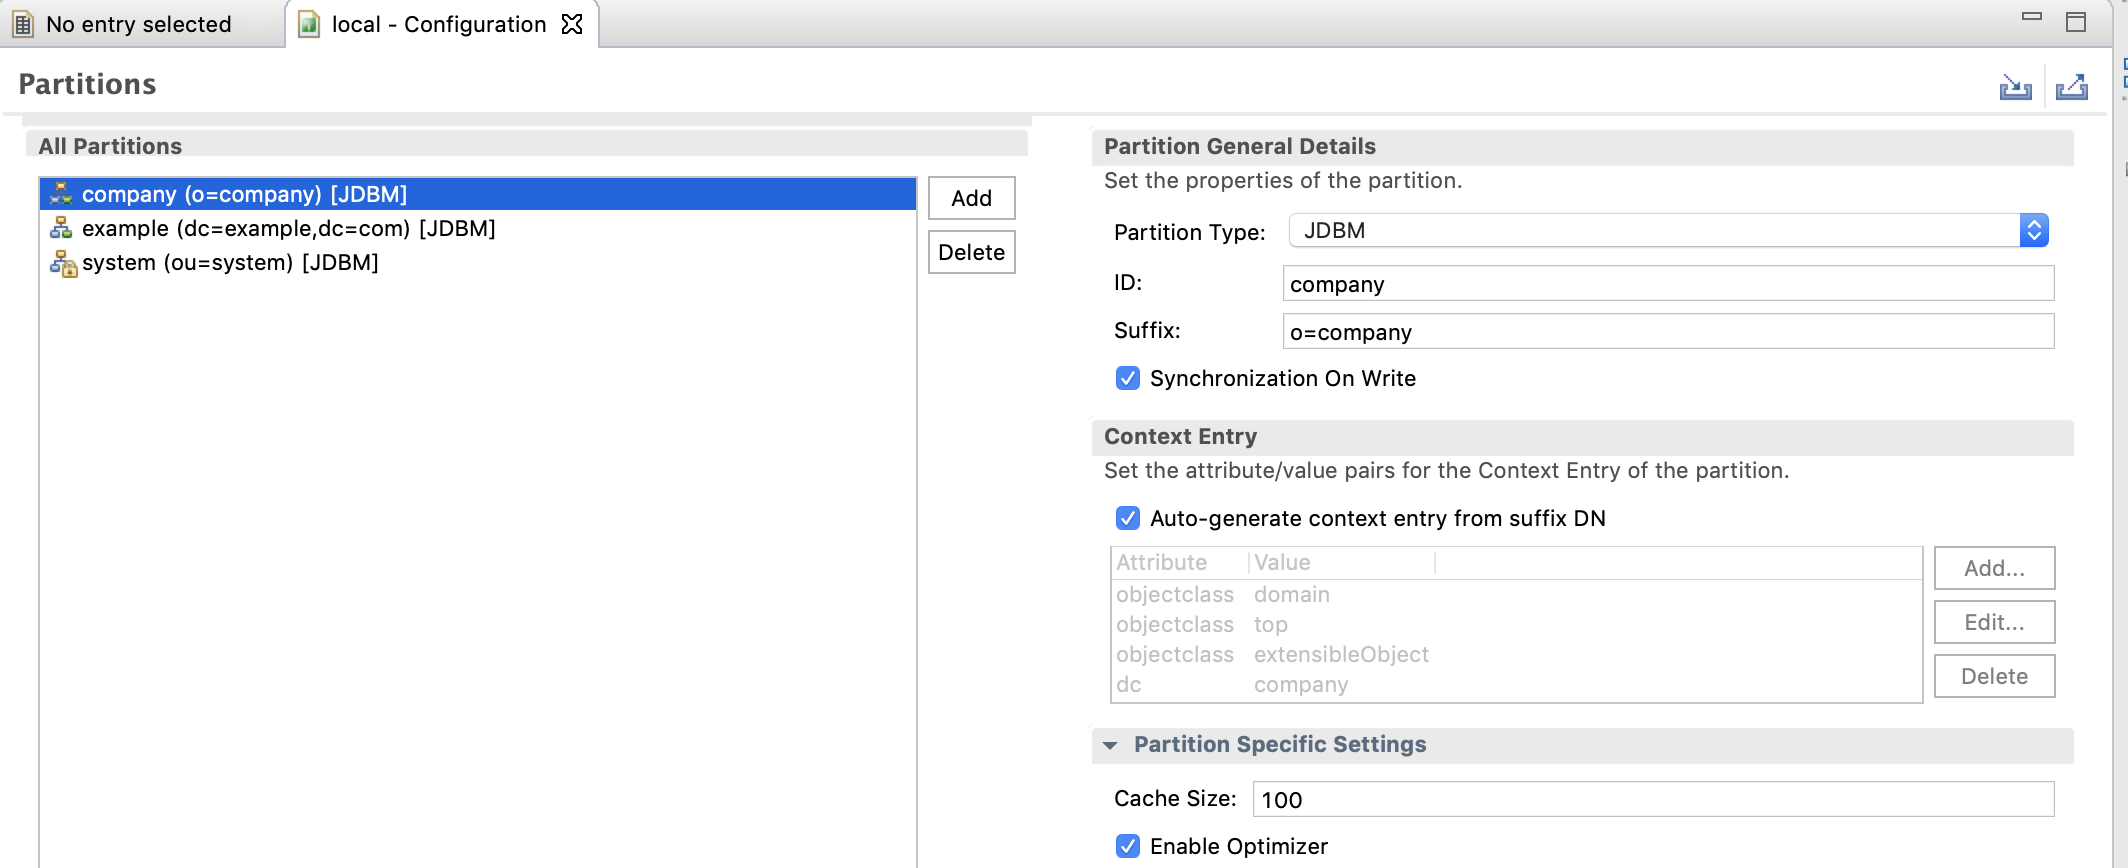 No entry selected
local - Configuration
Partitions
All Partitions
company (o=company) [JDBM]
example (dc=example,dc=com) [JDBM]
system (ou=system) [JDBM]
Add
Delete
Partition General Details
Set the properties of the partition.
Partition Type: JDBM
ID: company
Suffix: o=company
Synchronization On Write
Context Entry
Set the attribute/value pairs for the Context Entry of the partition.
Auto-generate context entry from suffix DN
Attribute Value
objectclass domain
objectclass top
objectclass extensibleObject
dc company
Add...
Edit...
Delete
Partition Specific Settings
Cache Size: 100
Enable Optimizer